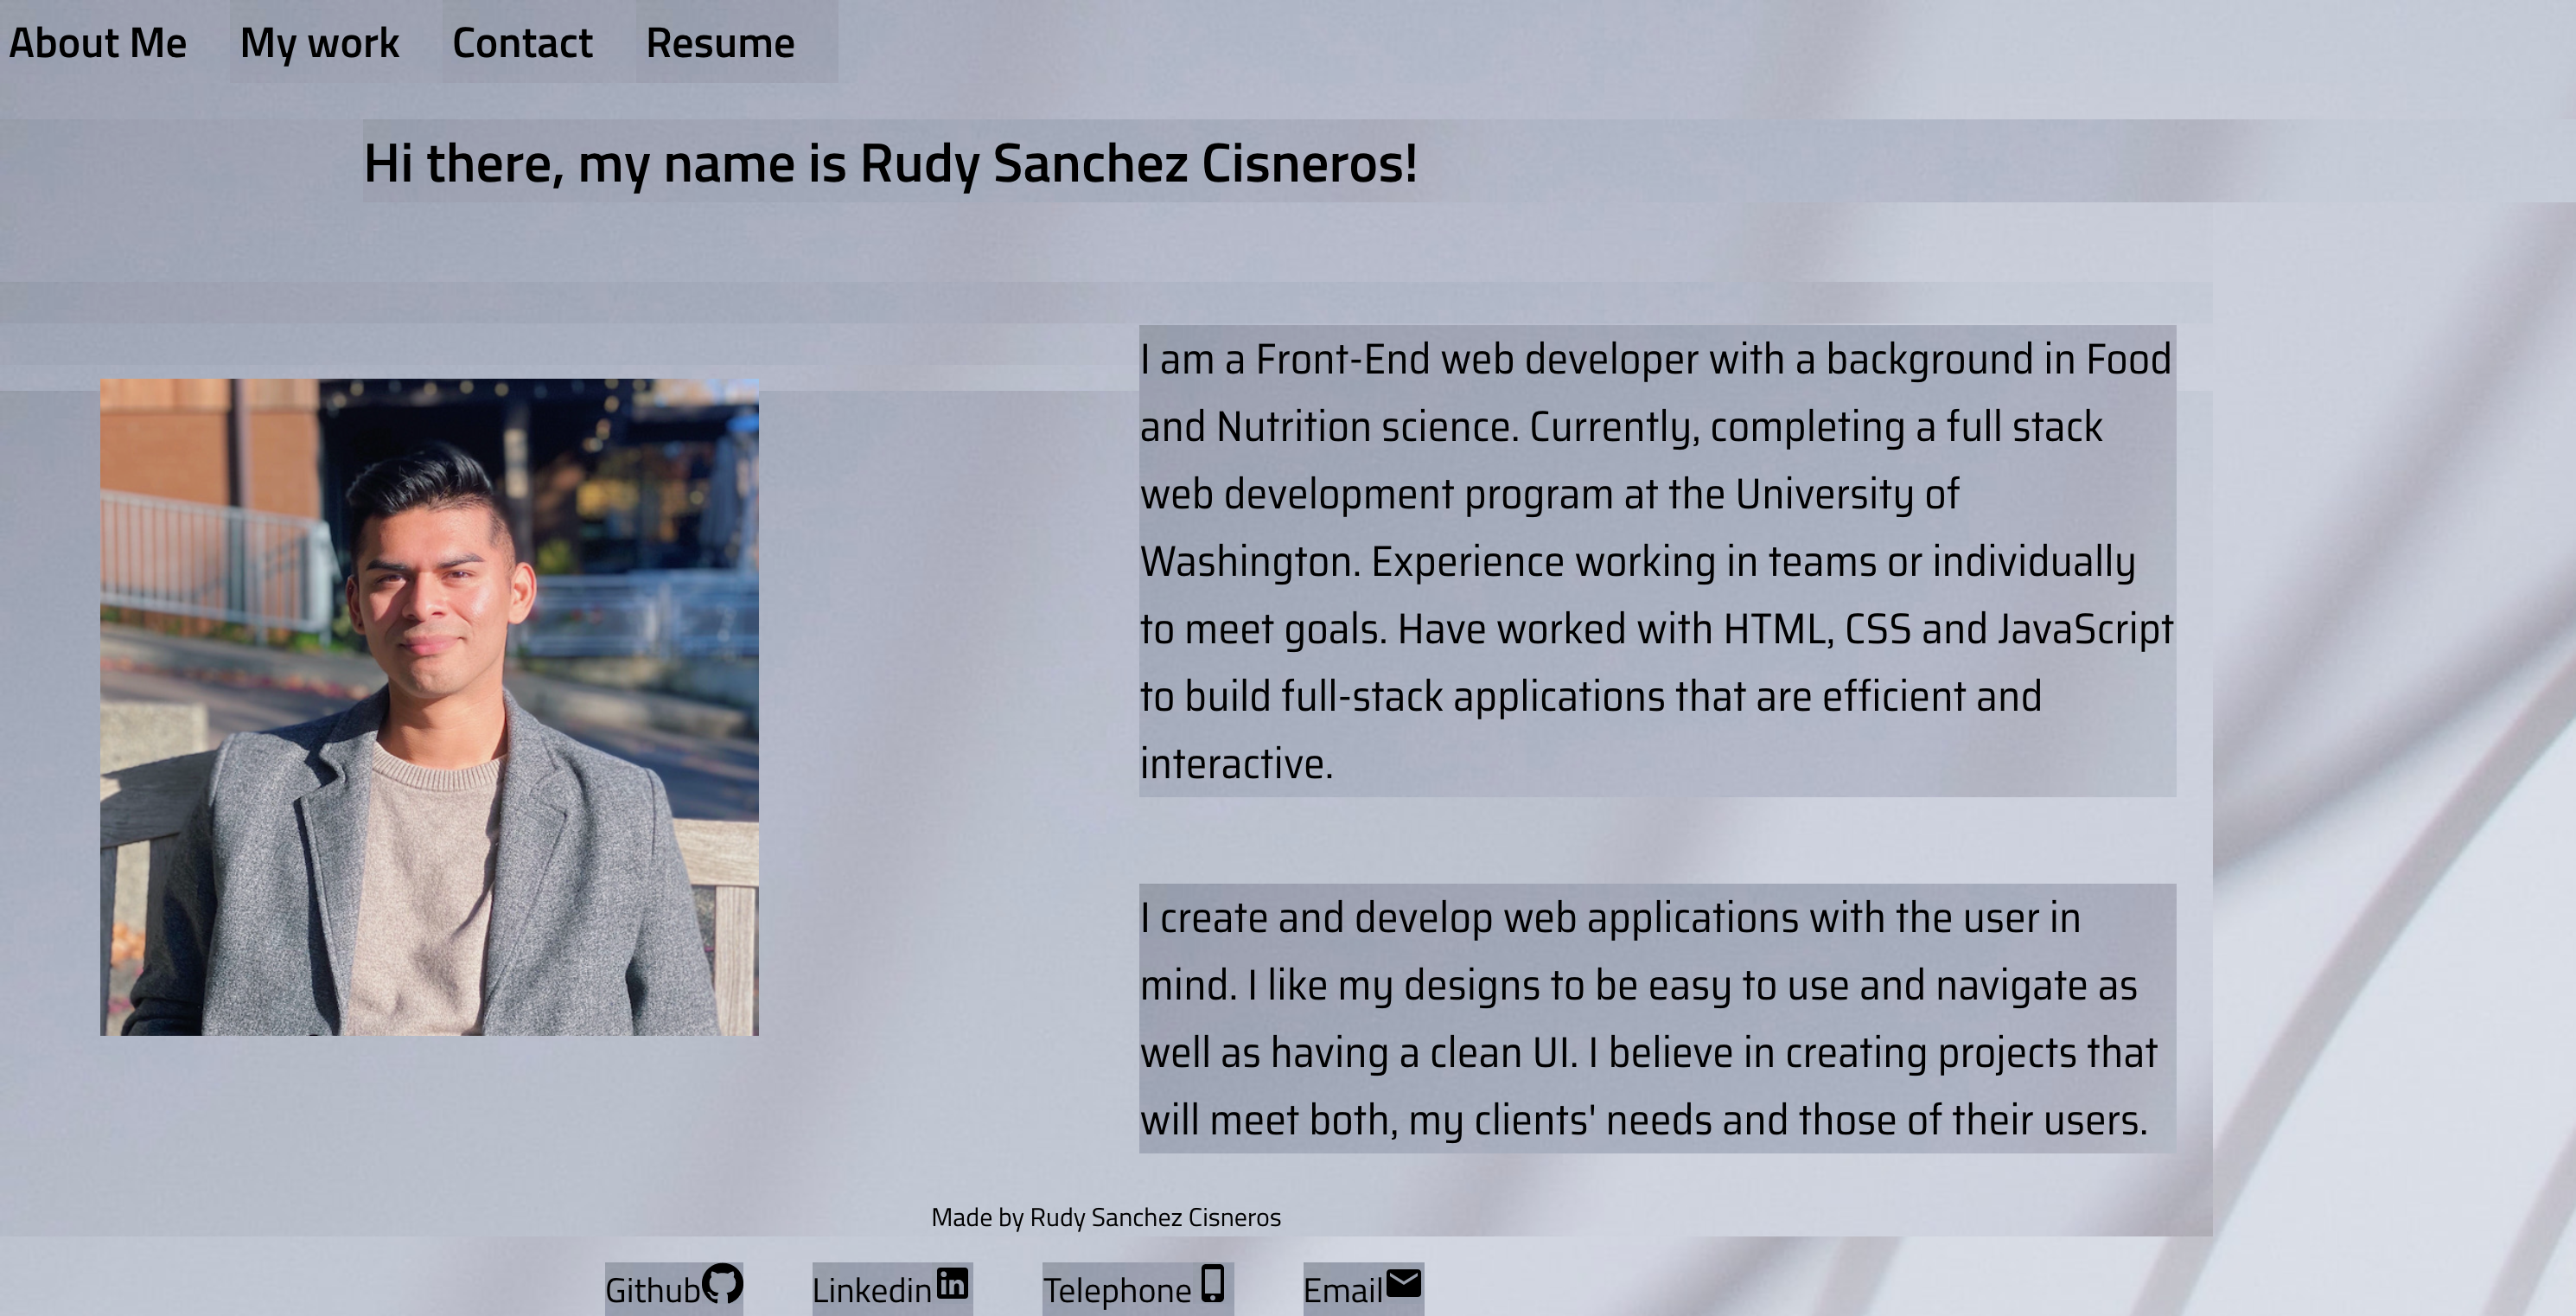 About Me My work Contact Resume
Hi there, my name is Rudy Sanchez Cisneros!
I am a Front-End web developer with a background in Food
and Nutrition science. Currently, completing a full stack
web development program at the University of
Washington. Experience working in teams or individually
to meet goals. Have worked with HTML, CSS and JavaScript
to build full-stack applications that are efficient and
interactive.
I create and develop web applications with the user in
mind. I like my designs to be easy to use and navigate as
well as having a clean UI. I believe in creating projects that
will meet both, my clients' needs and those of their users.
Made by Rudy Sanchez Cisneros
Github Linkedin Telephone Email